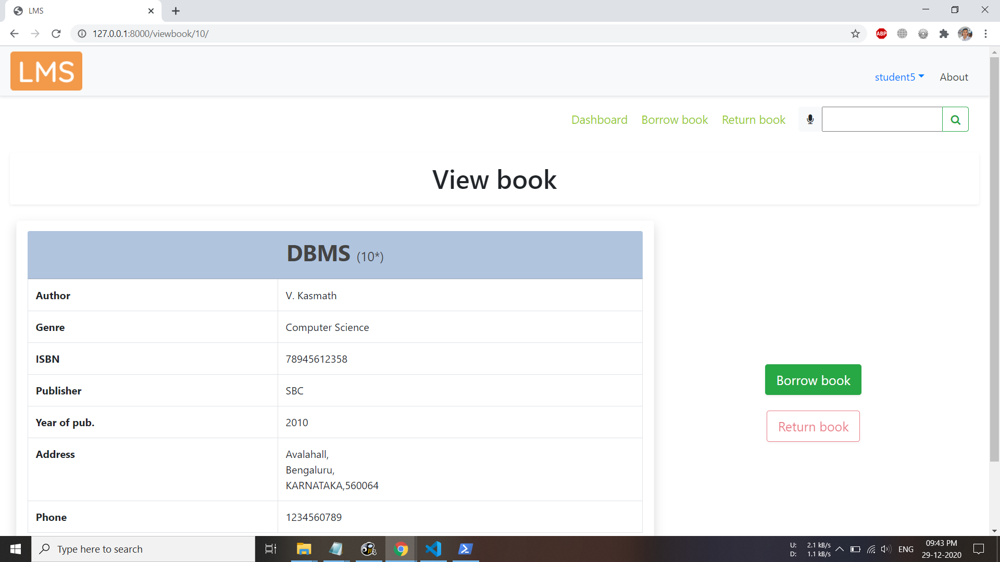 LMS
127.0.0.1:8000/viewbook/10/
ABP
LMS
student5
About
Dashboard
Borrow book
Return book
View book
DBMS (10*)
Author V. Kasmath
Genre Computer Science
ISBN 78945612358
Publisher SBC
Year of pub. 2010
Address Avalahall,
Bengaluru,
KARNATAKA,560064
Phone 1234560789
Borrow book
Return book
Type here to search
U: 2.1 kB/s
D: 1.1 kB/s
ENG
09:43 PM
29-12-2020